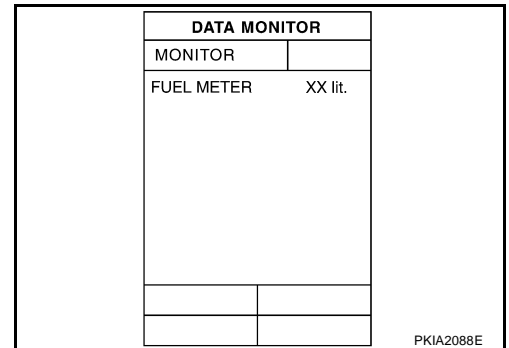 DATA MONITOR
MONITOR
FUEL METER XX lit.
PKIA2088E